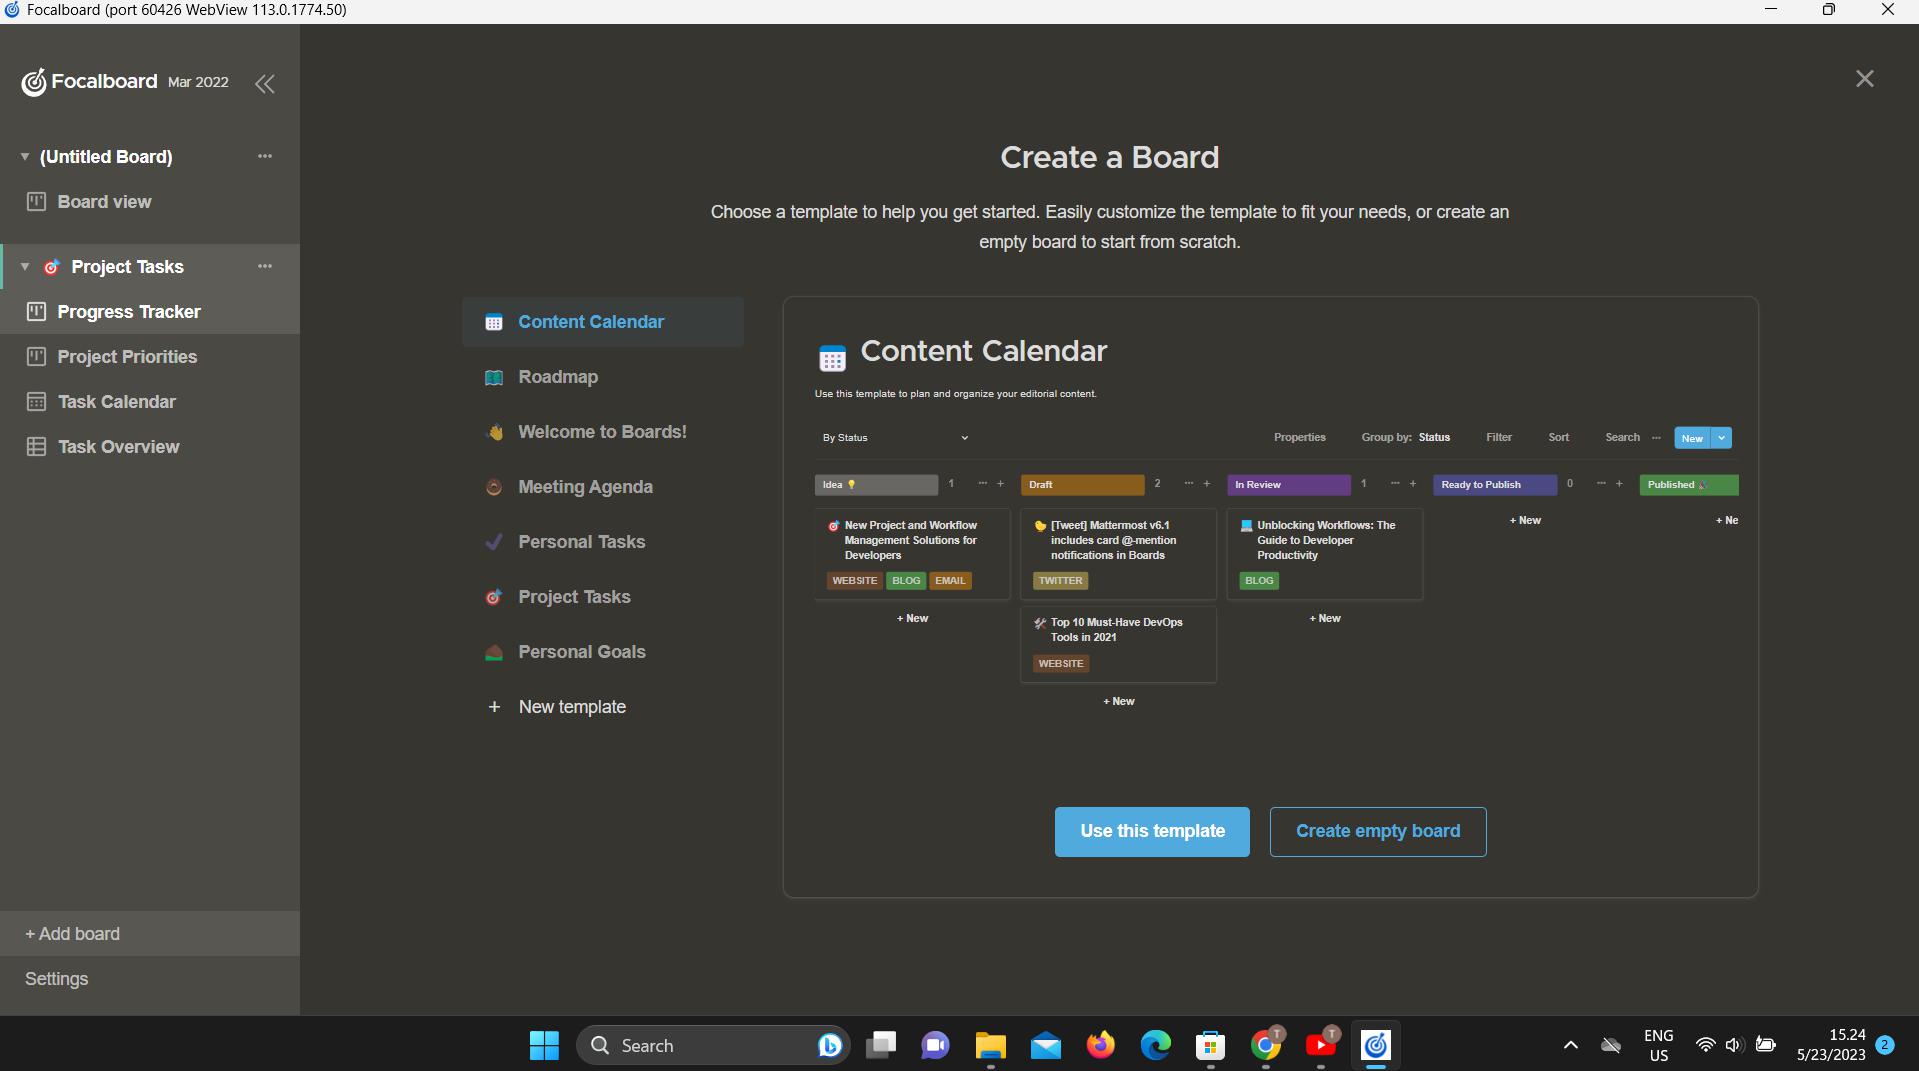 Focalboard (port 60426 WebView 113.0.1774.50)
Focalboard Mar 2022
(Untitled Board)
Board view
Project Tasks
Progress Tracker
Project Priorities
Task Calendar
Task Overview
+ Add board
Settings
Create a Board
Choose a template to help you get started. Easily customize the template to fit your needs, or create an
empty board to start from scratch.
Content Calendar
Roadmap
Welcome to Boards!
Meeting Agenda
Personal Tasks
Project Tasks
Personal Goals
+ New template
Content Calendar
Use this template to plan and organize your editorial content.
By Status Properties Group by: Status Filter Sort Search New
Idea 1 Draft 2 In Review 1 Ready to Publish 0 Published
New Project and Workflow
Management Solutions for
Developers
WEBSITE BLOG EMAIL
+ New
[Tweet] Mattermost v6.1
includes card @-mention
notifications in Boards
TWITTER
Top 10 Must-Have DevOps
Tools in 2021
WEBSITE
+ New
Unblocking Workflows: The
Guide to Developer
Productivity
BLOG
+ New
+ New
+ Ne
Use this template Create empty board
Search
T
T
ENG
US
15.24
5/23/2023
2